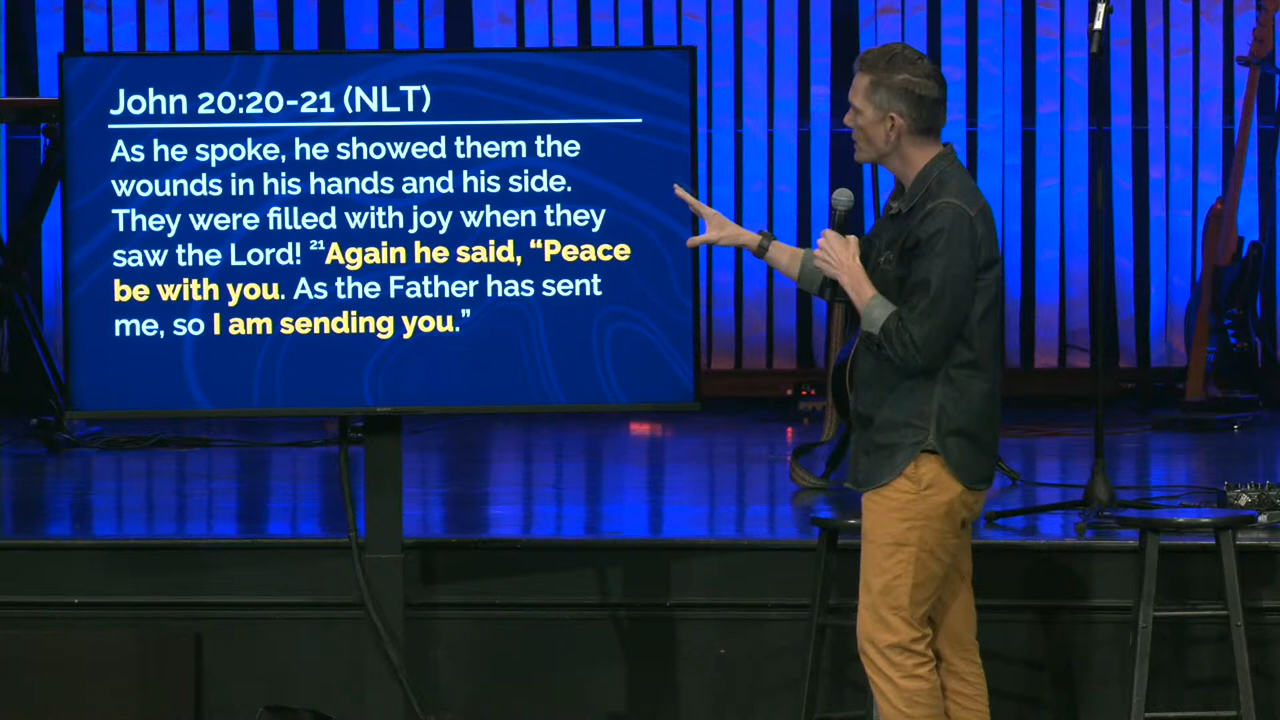 John 20:20-21 (NLT)
As he spoke, he showed them the
wounds in his hands and his side.
They were filled with joy when they
saw the Lord! ²¹Again he said, “Peace
be with you. As the Father has sent
me, so I am sending you.”